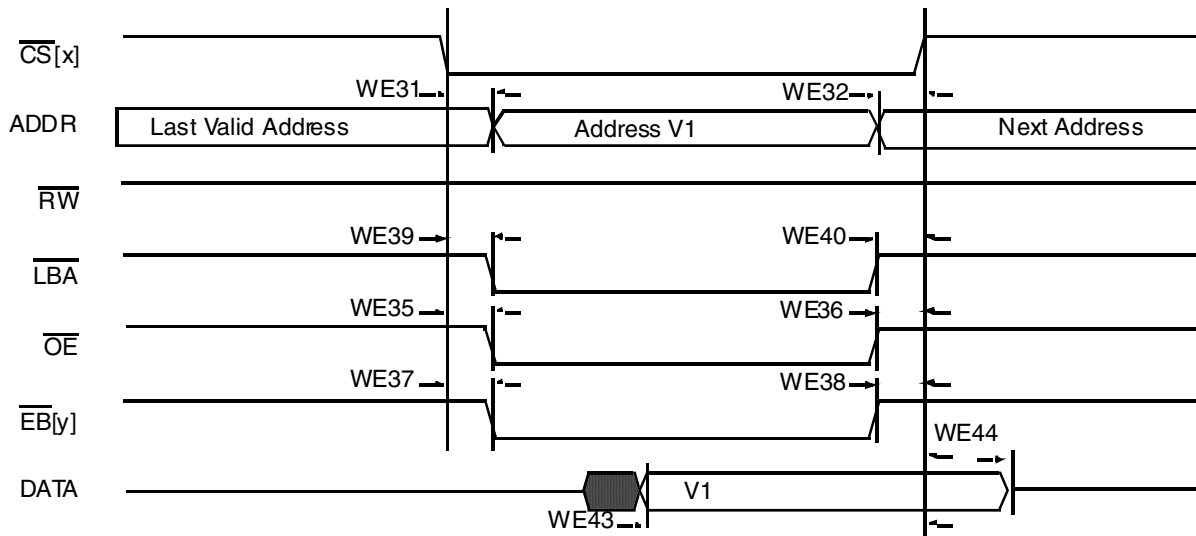 CS[x]
WE31
WE32
ADDR
Last Valid Address
Address V1
Next Address
RW
WE39
WE40
LBA
WE35
WE36
OE
WE37
WE38
EB[y]
WE44
DATA
V1
WE43